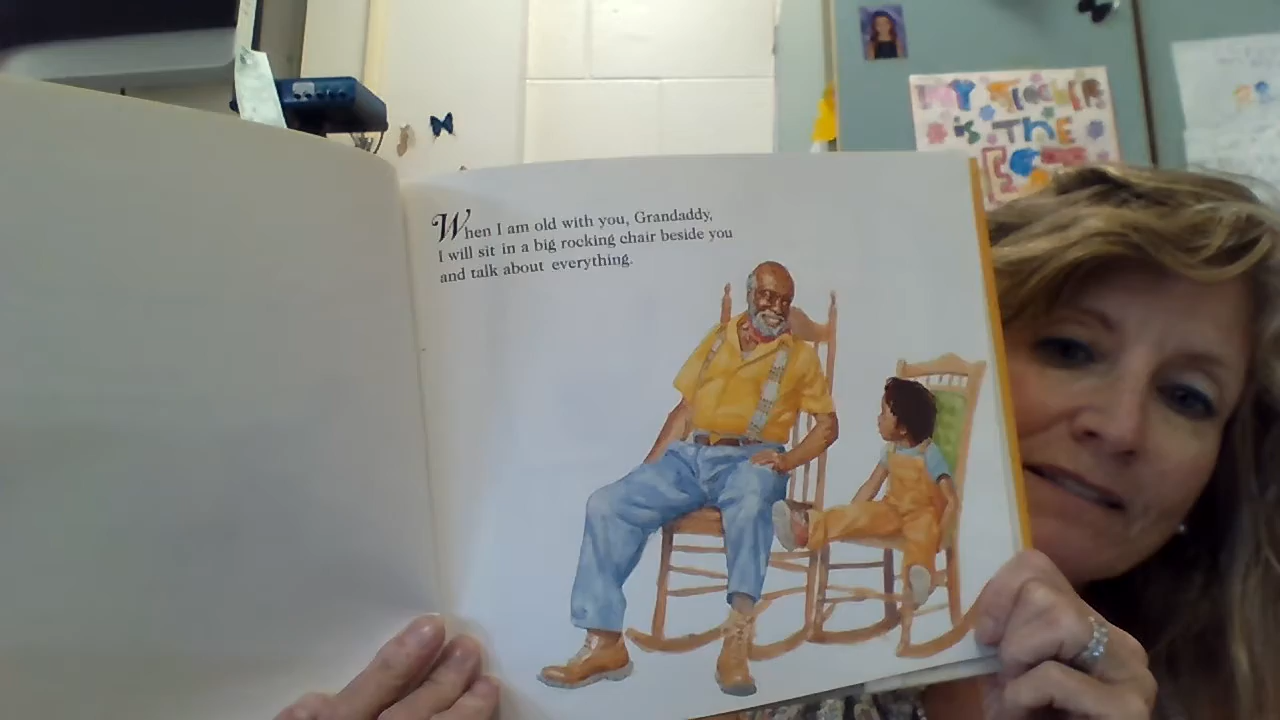 MY TEACHER
is THE
When I am old with you, Grandaddy,
I will sit in a big rocking chair beside you
and talk about everything.